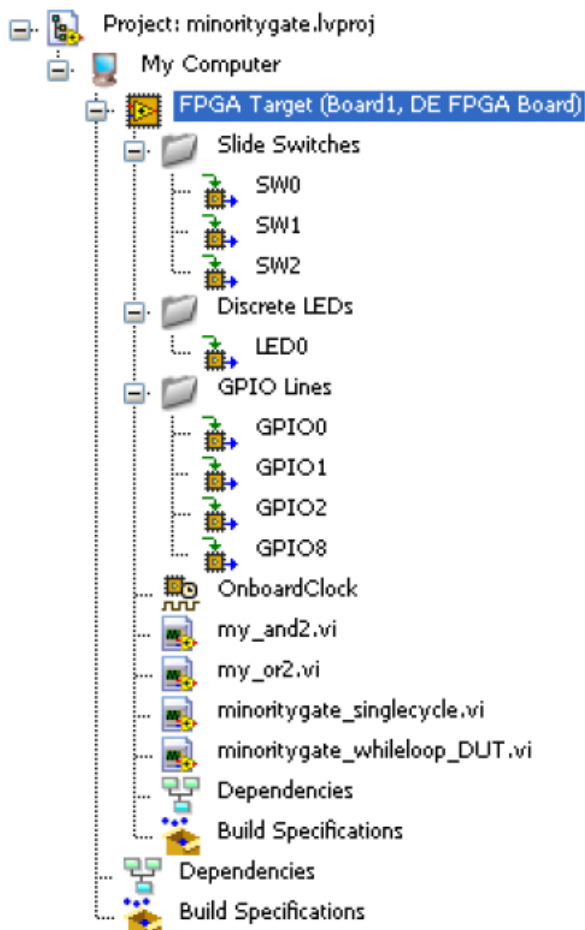 Project: minoritygate.lvproj
My Computer
FPGA Target (Board1, DE FPGA Board)
Slide Switches
SW0
SW1
SW2
Discrete LEDs
LED0
GPIO Lines
GPIO0
GPIO1
GPIO2
GPIO8
OnboardClock
my_and2.vi
my_or2.vi
minoritygate_singlecycle.vi
minoritygate_whileloop_DUT.vi
Dependencies
Build Specifications
Dependencies
Build Specifications